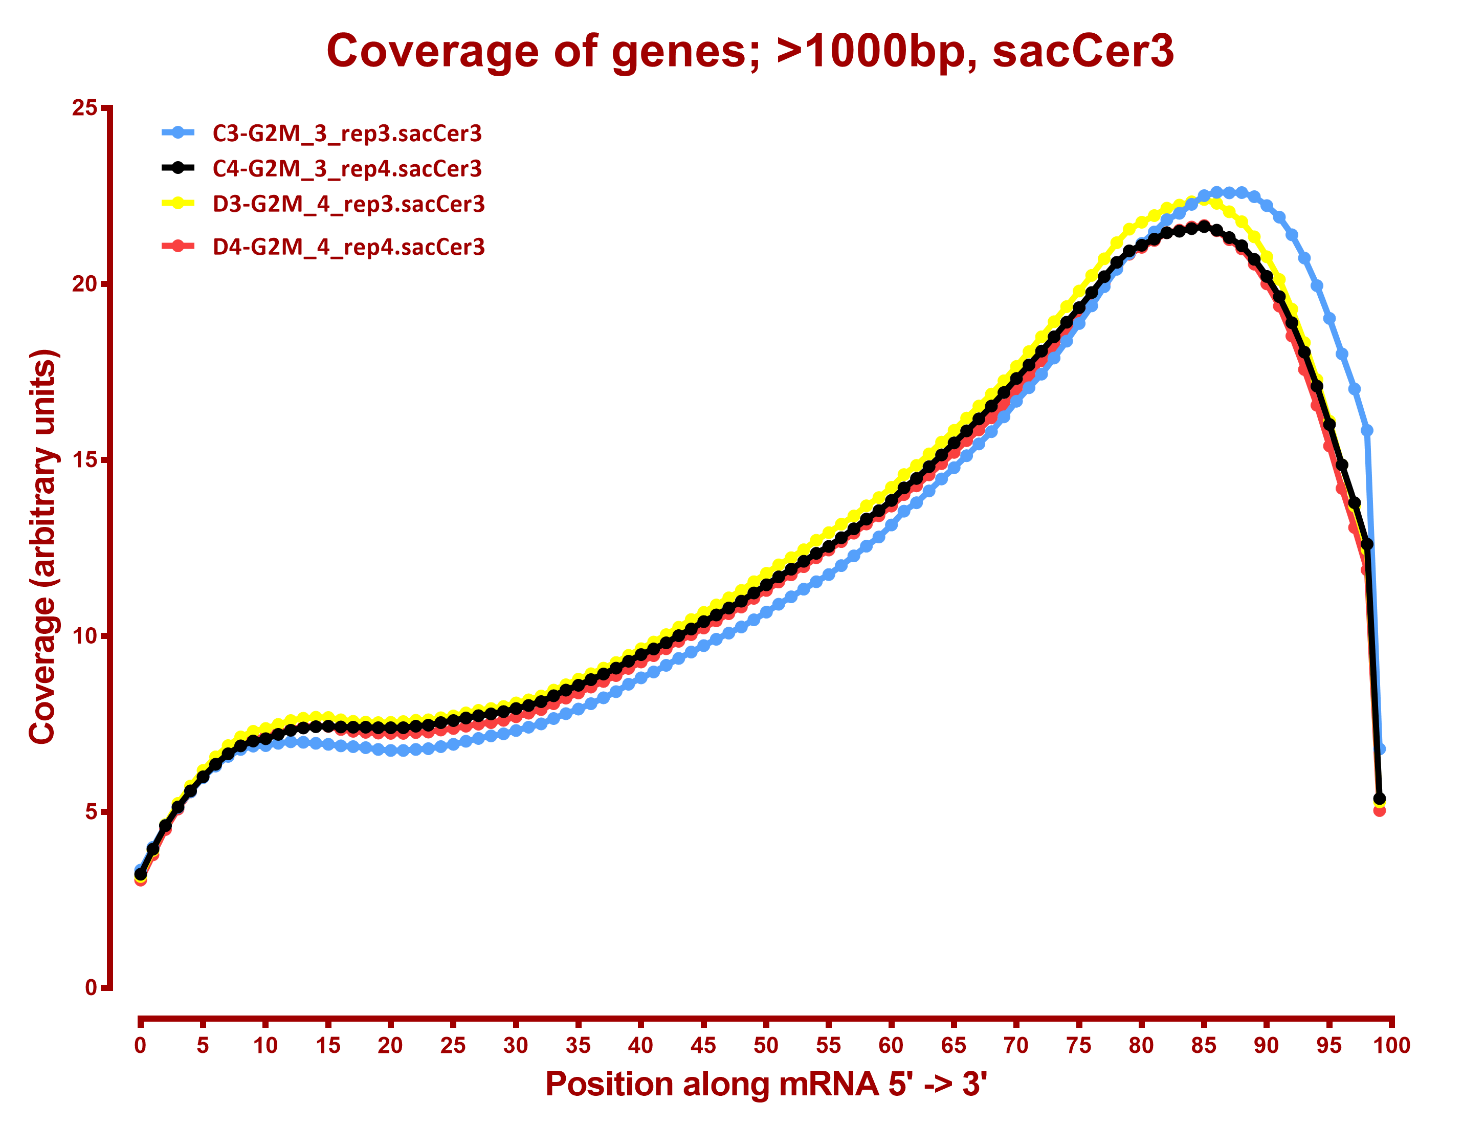 Coverage of genes; >1000bp, sacCer3
C3-G2M_3_rep3.sacCer3
C4-G2M_3_rep4.sacCer3
D3-G2M_4_rep3.sacCer3
D4-G2M_4_rep4.sacCer3
Coverage (arbitrary units)
25
20
15
10
5
0
0 5 10 15 20 25 30 35 40 45 50 55 60 65 70 75 80 85 90 95 100
Position along mRNA 5' -> 3'